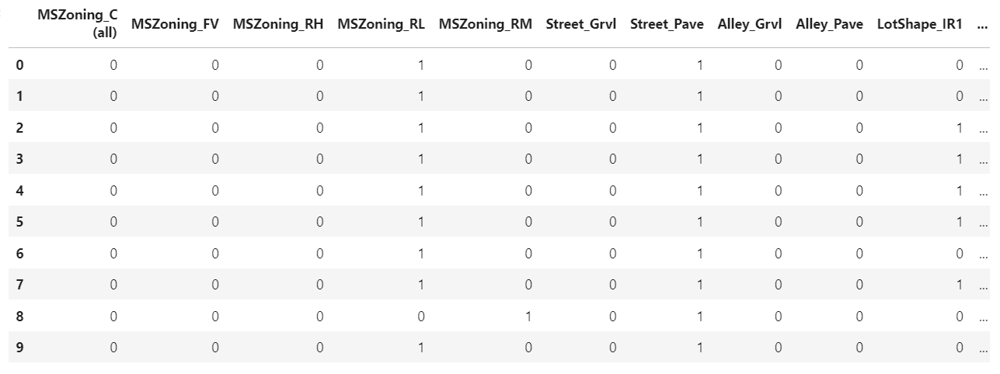 MSZoning_C (all) MSZoning_FV MSZoning_RH MSZoning_RL MSZoning_RM Street_Grvl Street_Pave Alley_Grvl Alley_Pave LotShape_IR1 ...
0 0 0 0 1 0 0 1 0 0 0 ...
1 0 0 0 1 0 0 1 0 0 0 ...
2 0 0 0 1 0 0 1 0 0 1 ...
3 0 0 0 1 0 0 1 0 0 1 ...
4 0 0 0 1 0 0 1 0 0 1 ...
5 0 0 0 1 0 0 1 0 0 1 ...
6 0 0 0 1 0 0 1 0 0 0 ...
7 0 0 0 1 0 0 1 0 0 1 ...
8 0 0 0 0 1 0 1 0 0 0 ...
9 0 0 0 1 0 0 1 0 0 0 ...